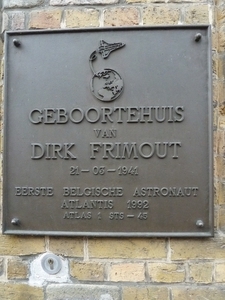 GEBOORTEHUIS
VAN
DIRK FRIMOUT
21-03-1941
EERSTE BELGISCHE ASTRONAUT
ATLANTIS 1992
ATLAS 1 STS-45